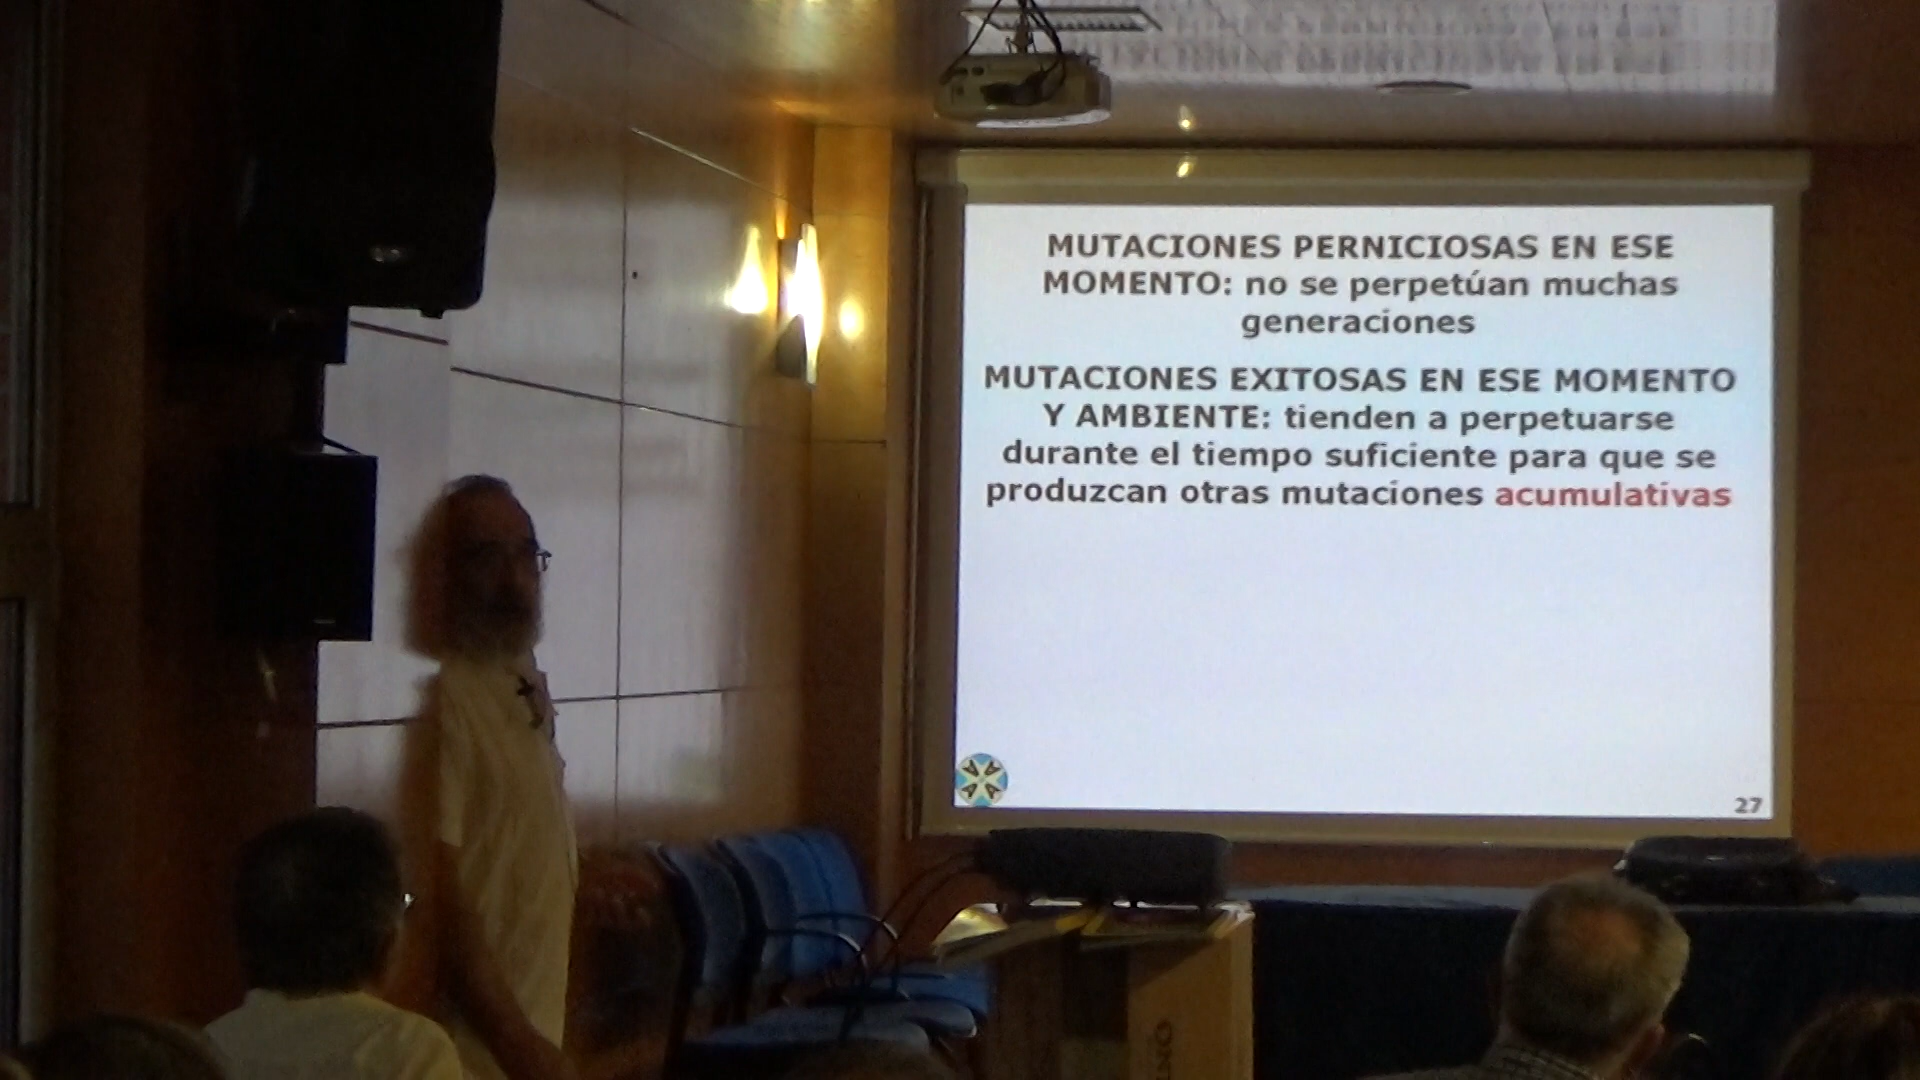 MUTACIONES PERNICIOSAS EN ESE
MOMENTO: no se perpetúan muchas
generaciones
MUTACIONES EXITOSAS EN ESE MOMENTO
Y AMBIENTE: tienden a perpetuarse
durante el tiempo suficiente para que se
produzcan otras mutaciones acumulativas
27